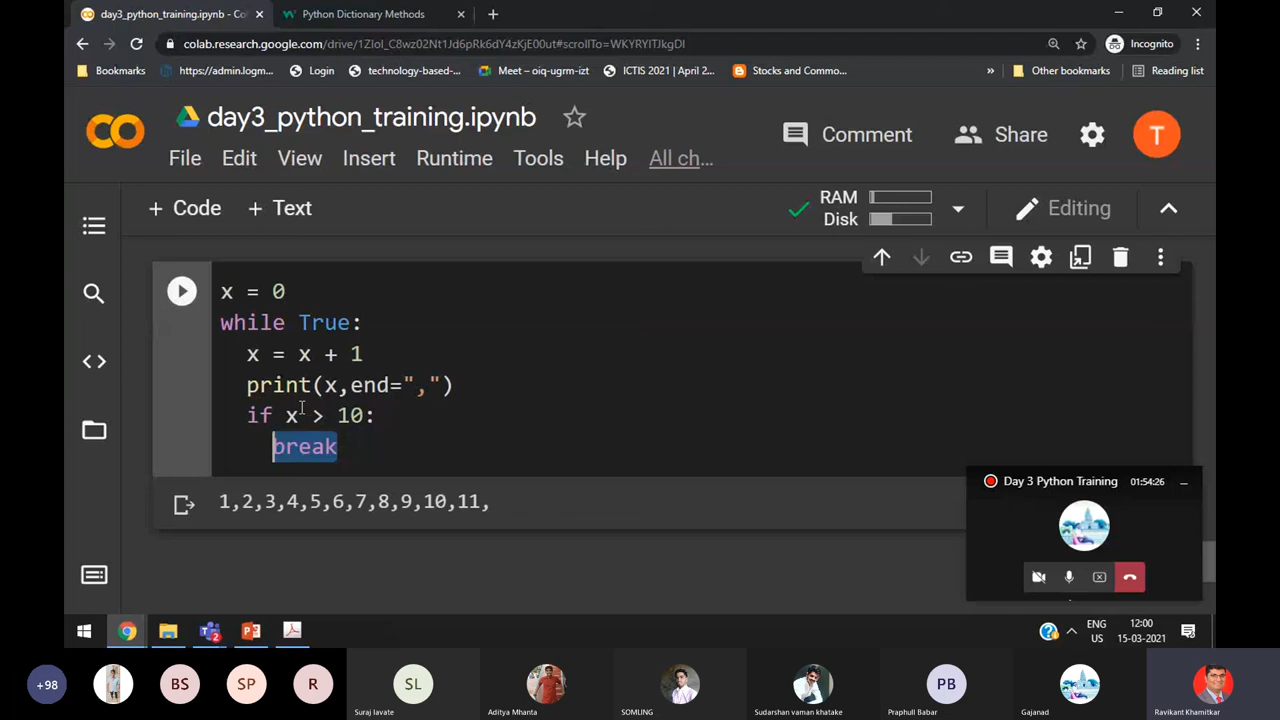 day3_python_training.ipynb - Co
Python Dictionary Methods
colab.research.google.com/drive/1ZIoI_C8wz02Nt1Jd6pRk6dY4zKjE00ut#scrollTo=WKYRYITJkgDI
Incognito
Bookmarks
https://admin.logm...
Login
technology-based-...
Meet – oiq-ugrm-izt
ICTIS 2021 | April 2...
Stocks and Commo...
»
Other bookmarks
Reading list
CO
day3_python_training.ipynb
Comment
Share
T
File Edit View Insert Runtime Tools Help All ch...
+ Code + Text
RAM
Disk
Editing
x = 0
while True:
x = x + 1
print(x,end=",")
if x > 10:
break
1,2,3,4,5,6,7,8,9,10,11,
Day 3 Python Training 01:54:26
2
ENG
US
12:00
15-03-2021
+98
BS
SP
R
SL
Suraj lavate
Aditya Mhanta
SOMLING
Sudarshan vaman khatake
PB
Praphull Babar
Gajanad
Ravikant Khamitkar